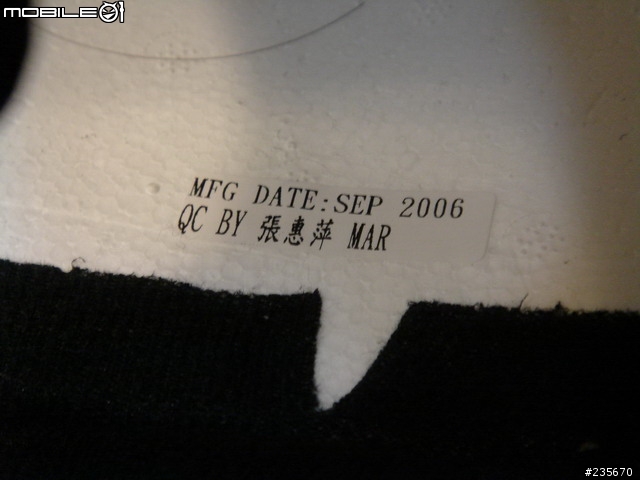 MOBILE01
MFG DATE:SEP 2006
QC BY 張惠萍 MAR
#235670